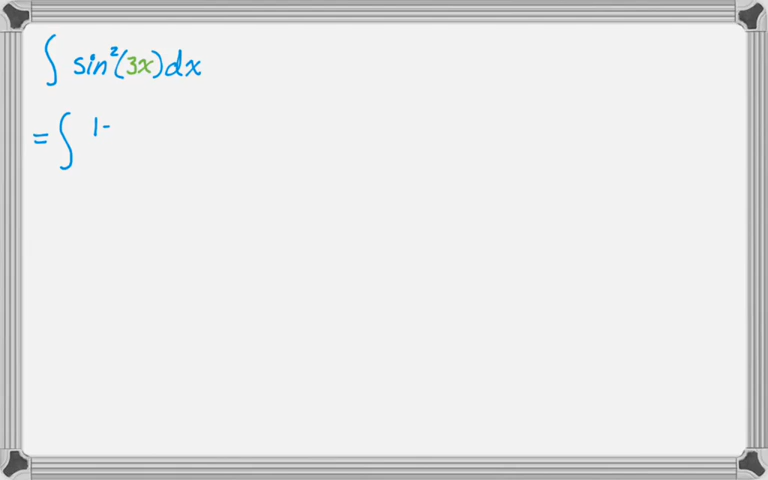 ∫ sin²(3x)dx
= ∫ 1-